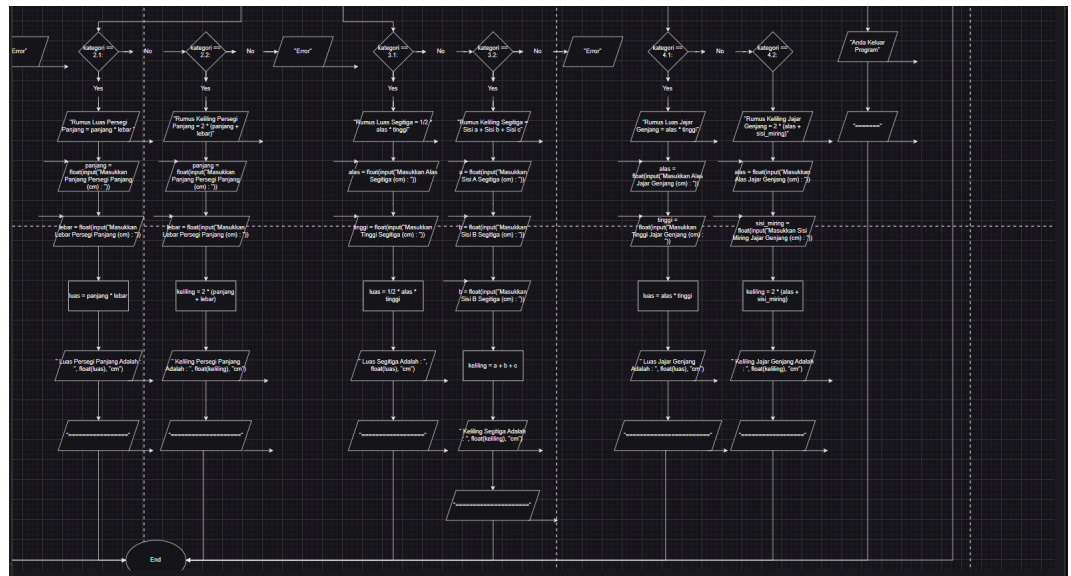 Error"
kategori ==
2.1:
No
kategori ==
2.2:
No
"Error"
kategori ==
3.1:
No
kategori ==
3.2:
No
"Error"
kategori ==
4.1:
No
kategori ==
4.2:
"Anda Keluar
Program"
Yes
Yes
Yes
Yes
Yes
Yes
"Rumus Luas Persegi
Panjang = panjang * lebar "
"Rumus Keliling Persegi
Panjang = 2 * (panjang +
lebar)"
"Rumus Luas Segitiga = 1/2 *
alas * tinggi"
"Rumus Keliling Segitiga =
Sisi a + Sisi b + Sisi c"
"Rumus Luas Jajar
Genjang = alas * tinggi"
"Rumus Keliling Jajar
Genjang = 2 * (alas +
sisi_miring)"
"======="
panjang =
float(input("Masukkan
Panjang Persegi Panjang
(cm) : "))
panjang =
float(input("Masukkan
Panjang Persegi Panjang
(cm) : "))
alas = float(input("Masukkan Alas
Segitiga (cm) : "))
a = float(input("Masukkan
Sisi A Segitiga (cm) : "))
alas =
float(input("Masukkan Alas
Jajar Genjang (cm) : "))
alas = float(input("Masukkan
Alas Jajar Genjang (cm) : "))
lebar = float(input("Masukkan
Lebar Persegi Panjang (cm) : "))
lebar = float(input("Masukkan
Lebar Persegi Panjang (cm) : "))
tinggi = float(input("Masukkan
Tinggi Segitiga (cm) : "))
b = float(input("Masukkan
Sisi B Segitiga (cm) : "))
tinggi =
float(input("Masukkan
Tinggi Jajar Genjang (cm) :
"))
sisi_miring =
float(input("Masukkan Sisi
Miring Jajar Genjang (cm) : "))
luas = panjang * lebar
keliling = 2 * (panjang
+ lebar)
luas = 1/2 * alas *
tinggi
b = float(input("Masukkan
Sisi B Segitiga (cm) : "))
luas = alas * tinggi
keliling = 2 * (alas +
sisi_miring)
" Luas Persegi Panjang Adalah :
", float(luas), "cm")
" Keliling Persegi Panjang
Adalah : ", float(keliling), "cm")
" Luas Segitiga Adalah : ",
float(luas), "cm")
keliling = a + b + c
" Luas Jajar Genjang
Adalah : ", float(luas), "cm")
" Keliling Jajar Genjang Adalah
: ", float(keliling), "cm")
"================="
"===================="
"=================="
" Keliling Segitiga Adalah
: ", float(keliling), "cm")
"========================"
"===================="
"====================="
End